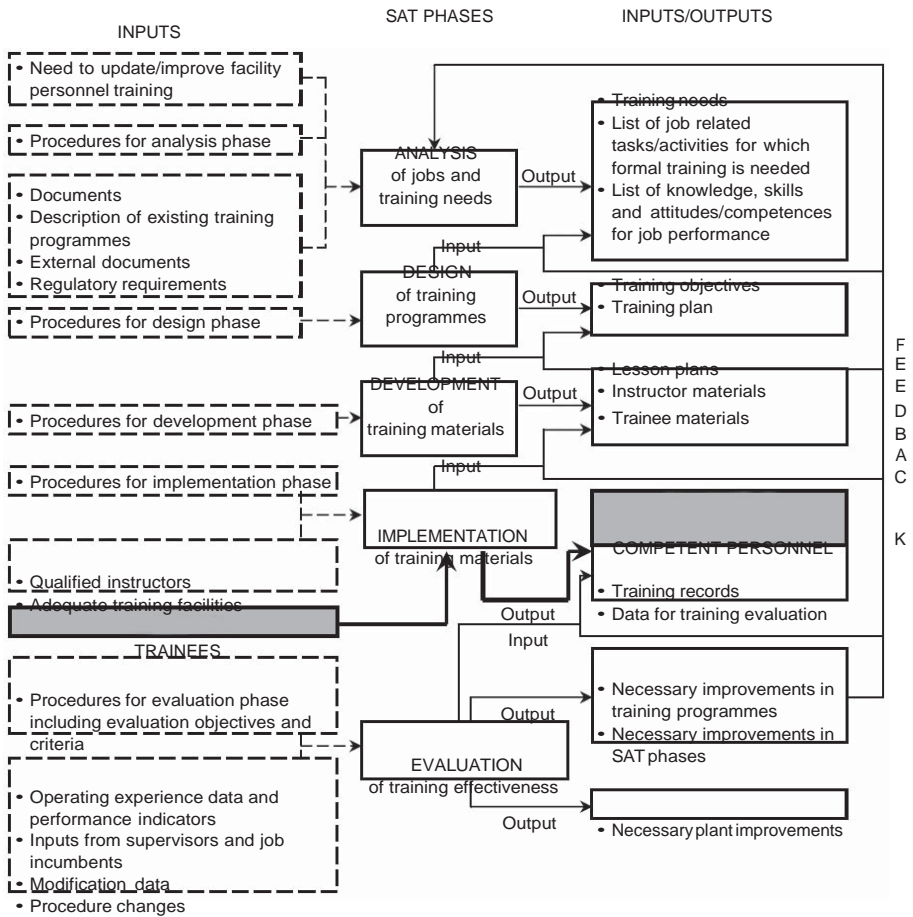 INPUTS
SAT PHASES
INPUTS/OUTPUTS
• Need to update/improve facility
personnel training
• Procedures for analysis phase
• Documents
• Description of existing training
programmes
• External documents
• Regulatory requirements
• Procedures for design phase
• Procedures for development phase
• Procedures for implementation phase
• Qualified instructors
• Adequate training facilities
TRAINEES
• Procedures for evaluation phase
including evaluation objectives and
criteria
• Operating experience data and
performance indicators
• Inputs from supervisors and job
incumbents
• Modification data
• Procedure changes
ANALYSIS
of jobs and
training needs
Output
Input
DESIGN
of training
programmes
Output
Input
DEVELOPMENT
of
training materials
Output
Input
IMPLEMENTATION
of training materials
Output
Input
Output
EVALUATION
of training effectiveness
Output
• Training needs
• List of job related
tasks/activities for which
formal training is needed
• List of knowledge, skills
and attitudes/competences
for job performance
• Training objectives
• Training plan
• Lesson plans
• Instructor materials
• Trainee materials
COMPETENT PERSONNEL
• Training records
• Data for training evaluation
• Necessary improvements in
training programmes
• Necessary improvements in
SAT phases
• Necessary plant improvements
F
E
E
D
B
A
C
K